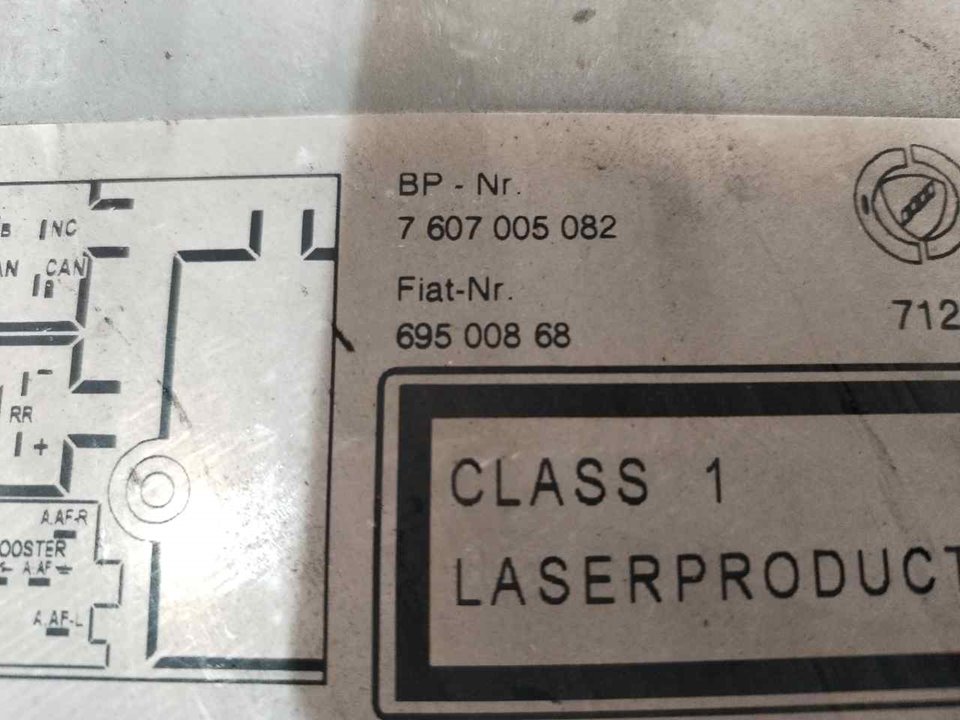 BP - Nr.
7 607 005 082
Fiat-Nr.
695 008 68
712
CLASS 1
LASERPRODUCT
NC
CAN
RR
- 
+
A.AF-R
OOSTER
A.AF
A.AF-L